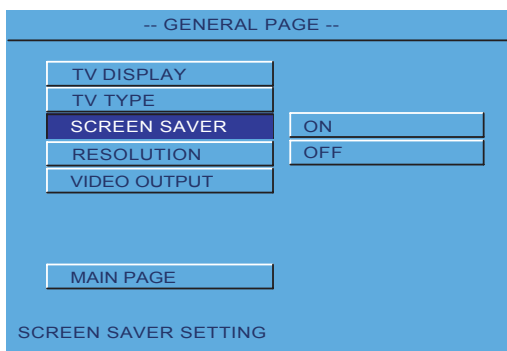 -- GENERAL PAGE --
TV DISPLAY
TV TYPE
SCREEN SAVER
ON
RESOLUTION
OFF
VIDEO OUTPUT
MAIN PAGE
SCREEN SAVER SETTING